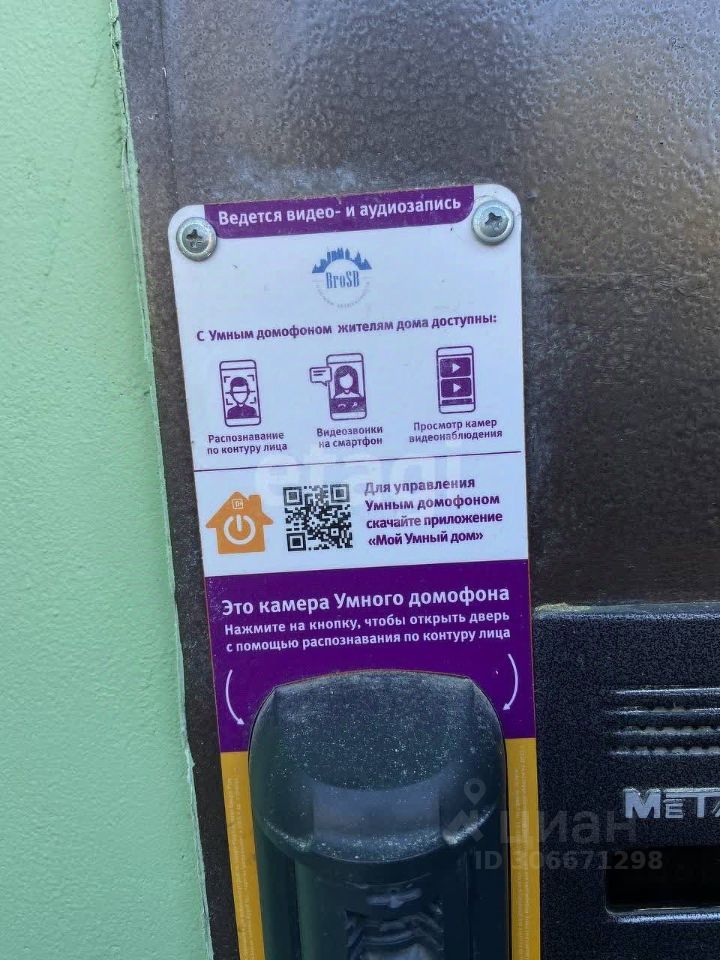 Ведется видео- и аудиозапись
BroSB
С Умным домофоном жителям дома доступны:
Распознавание
по контуру лица
Видеозвонки
на смартфон
Просмотр камер
видеонаблюдения
etagi
Для управления
Умным домофоном
скачайте приложение
«Мой Умный дом»
Это камера Умного домофона
Нажмите на кнопку, чтобы открыть дверь
с помощью распознавания по контуру лица
МЕТА
циан
ID 306671298